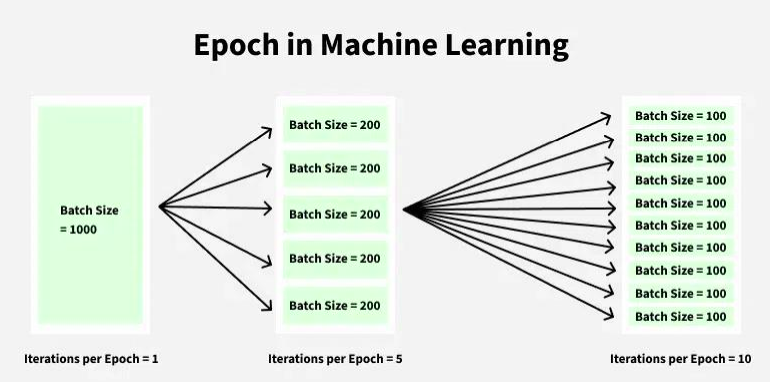 Epoch in Machine Learning
Batch Size
= 1000
Batch Size = 200
Batch Size = 200
Batch Size = 200
Batch Size = 200
Batch Size = 200
Batch Size = 100
Batch Size = 100
Batch Size = 100
Batch Size = 100
Batch Size = 100
Batch Size = 100
Batch Size = 100
Batch Size = 100
Batch Size = 100
Batch Size = 100
Iterations per Epoch = 1
Iterations per Epoch = 5
Iterations per Epoch = 10